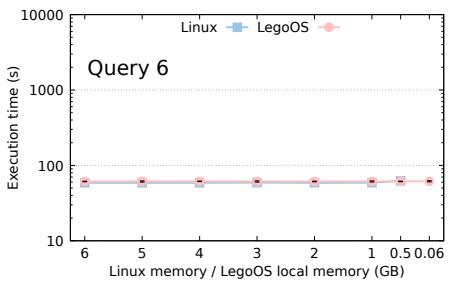 10000
Linux LegoOS
Query 6
1000
100
10
Execution time (s)
6 5 4 3 2 1 0.5 0.06
Linux memory / LegoOS local memory (GB)